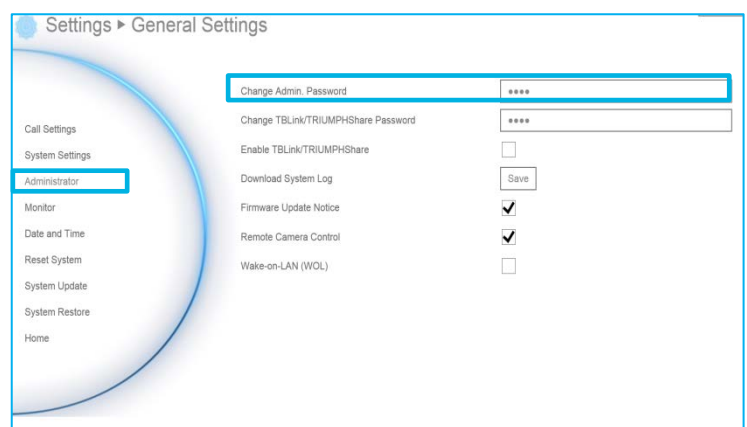 Settings ▸ General Settings
Call Settings
System Settings
Administrator
Monitor
Date and Time
Reset System
System Update
System Restore
Home
Change Admin. Password
••••
Change TBLink/TRIUMPHShare Password
••••
Enable TBLink/TRIUMPHShare
Download System Log
Save
Firmware Update Notice
Remote Camera Control
Wake-on-LAN (WOL)